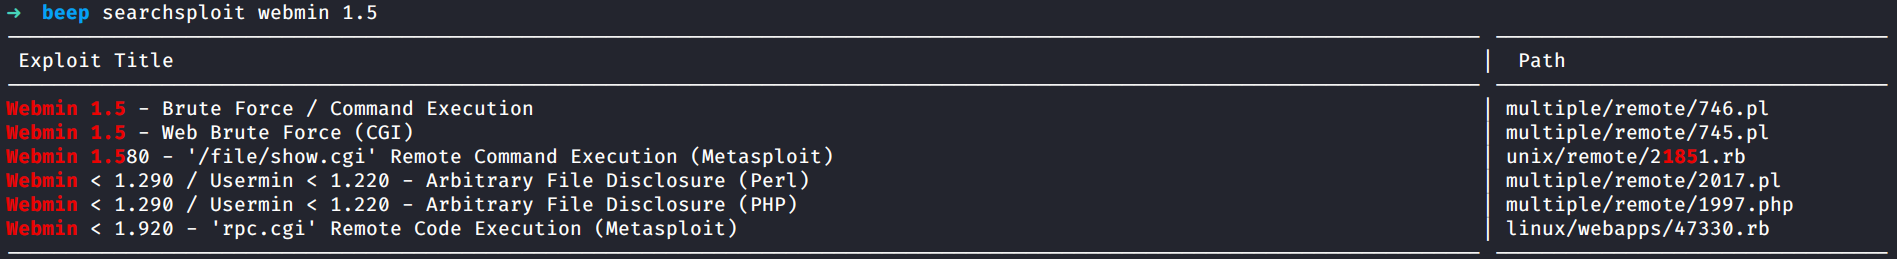 → beep searchsploit webmin 1.5
Exploit Title | Path
Webmin 1.5 - Brute Force / Command Execution | multiple/remote/746.pl
Webmin 1.5 - Web Brute Force (CGI) | multiple/remote/745.pl
Webmin 1.580 - '/file/show.cgi' Remote Command Execution (Metasploit) | unix/remote/21851.rb
Webmin < 1.290 / Usermin < 1.220 - Arbitrary File Disclosure (Perl) | multiple/remote/2017.pl
Webmin < 1.290 / Usermin < 1.220 - Arbitrary File Disclosure (PHP) | multiple/remote/1997.php
Webmin < 1.920 - 'rpc.cgi' Remote Code Execution (Metasploit) | linux/webapps/47330.rb